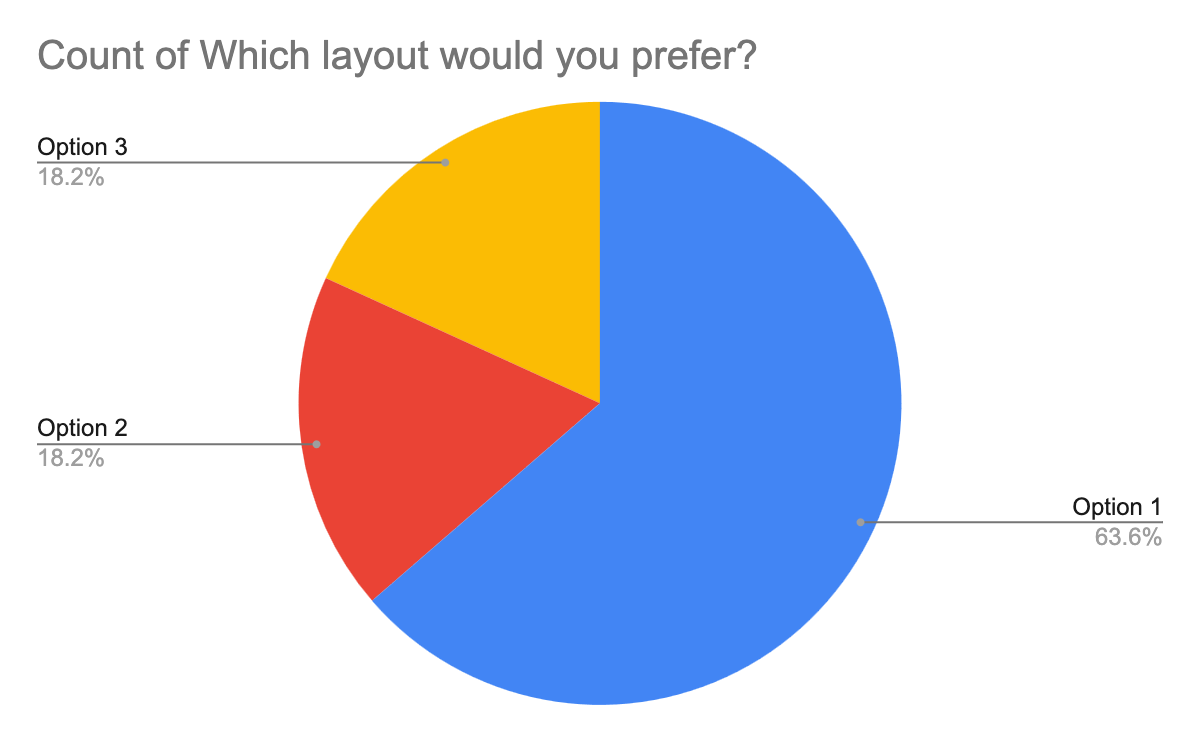 Count of Which layout would you prefer?
Option 3
18.2%
Option 2
18.2%
Option 1
63.6%